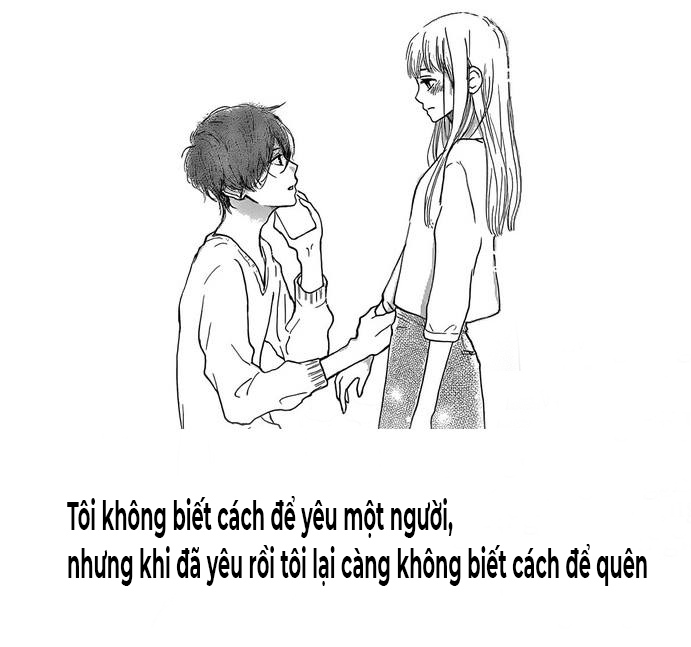 Tôi không biết cách để yêu một người,
nhưng khi đã yêu rồi tôi lại càng không biết cách để quên